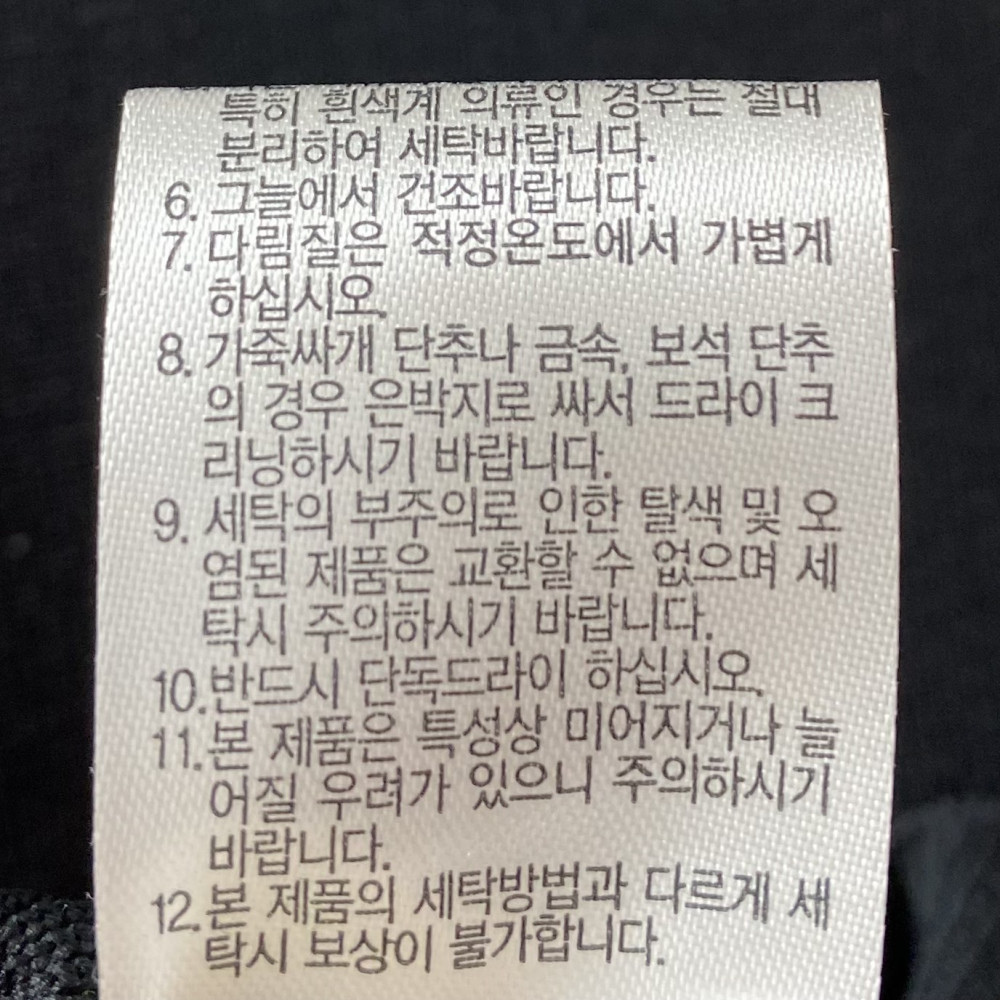 특히 흰색계 의류인 경우는 절대
분리하여 세탁바랍니다.
6. 그늘에서 건조바랍니다.
7. 다림질은 적정온도에서 가볍게
하십시오.
8. 가죽싸개 단추나 금속, 보석 단추
의 경우 은박지로 싸서 드라이 크
리닝하시기 바랍니다.
9. 세탁의 부주의로 인한 탈색 및 오
염된 제품은 교환할 수 없으며 세
탁시 주의하시기 바랍니다.
10. 반드시 단독드라이 하십시오.
11. 본 제품은 특성상 미어지거나 늘
어질 우려가 있으니 주의하시기
바랍니다.
12. 본 제품의 세탁방법과 다르게 세
탁시 보상이 불가합니다.